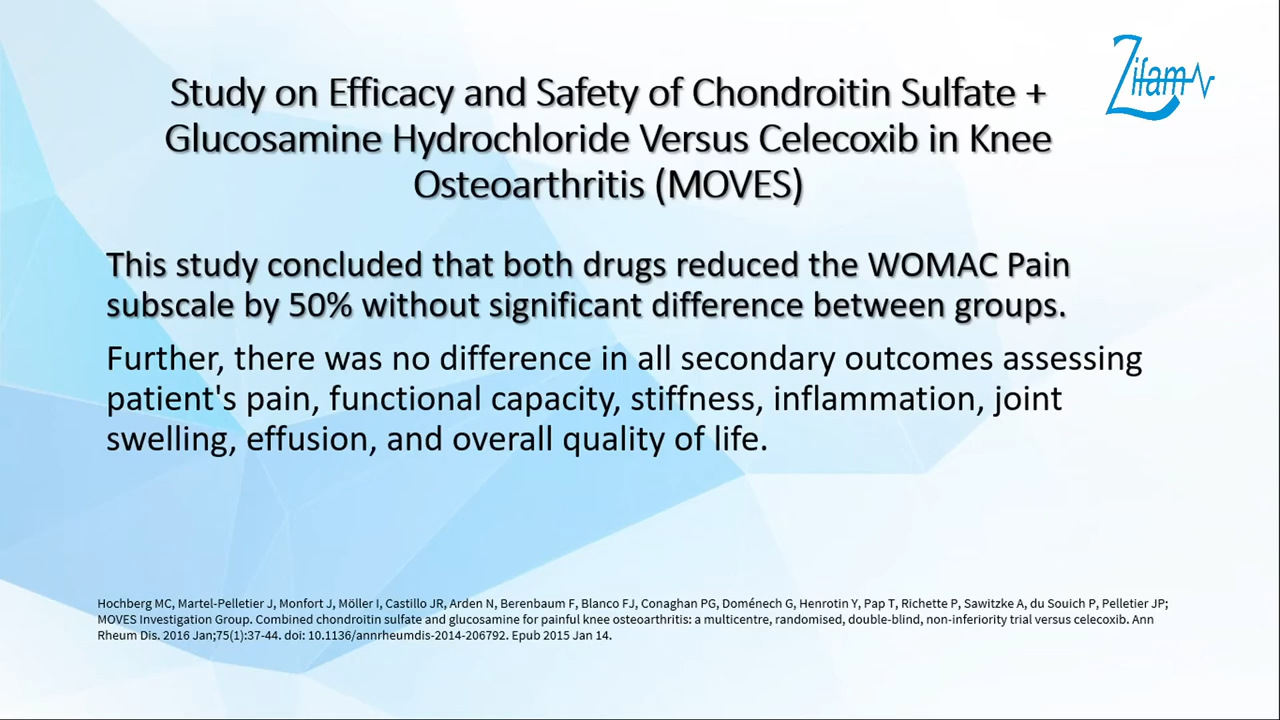 Zifam
Study on Efficacy and Safety of Chondroitin Sulfate +
Glucosamine Hydrochloride Versus Celecoxib in Knee
Osteoarthritis (MOVES)
This study concluded that both drugs reduced the WOMAC Pain
subscale by 50% without significant difference between groups.
Further, there was no difference in all secondary outcomes assessing
patient's pain, functional capacity, stiffness, inflammation, joint
swelling, effusion, and overall quality of life.
Hochberg MC, Martel-Pelletier J, Monfort J, Möller I, Castillo JR, Arden N, Berenbaum F, Blanco FJ, Conaghan PG, Doménech G, Henrotin Y, Pap T, Richette P, Sawitzke A, du Souich P, Pelletier JP;
MOVES Investigation Group. Combined chondroitin sulfate and glucosamine for painful knee osteoarthritis: a multicentre, randomised, double-blind, non-inferiority trial versus celecoxib. Ann
Rheum Dis. 2016 Jan;75(1):37-44. doi: 10.1136/annrheumdis-2014-206792. Epub 2015 Jan 14.